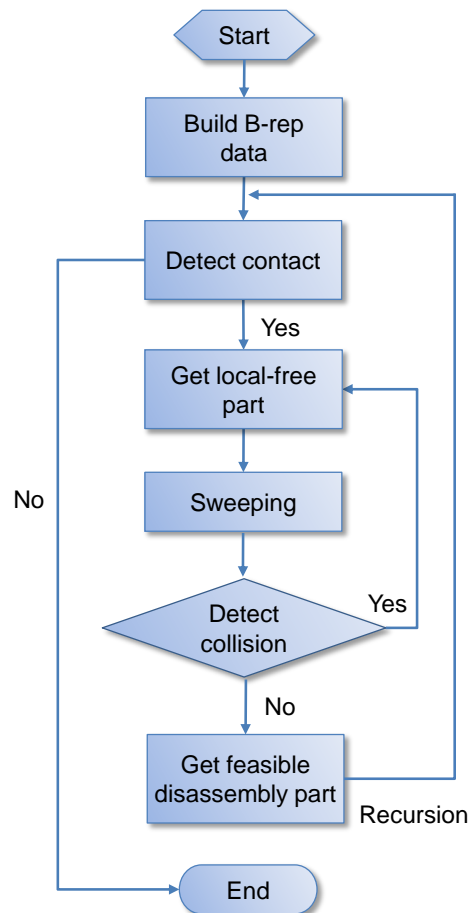 Start
Build B-rep
data
Detect contact
Yes
Get local-free
part
No
Sweeping
Detect
collision
Yes
No
Get feasible
disassembly part
Recursion
End